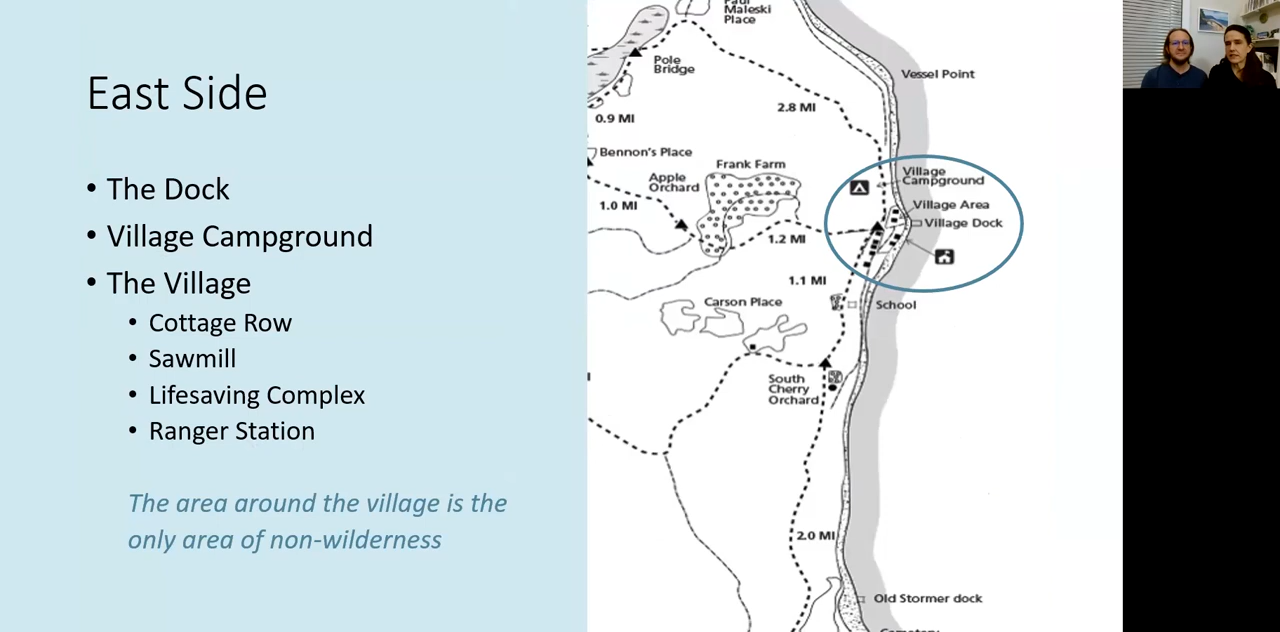 East Side
• The Dock
• Village Campground
• The Village
• Cottage Row
• Sawmill
• Lifesaving Complex
• Ranger Station
The area around the village is the
only area of non-wilderness
Paul
Maleski
Place
Pole
Bridge
Vessel Point
2.8 MI
0.9 MI
Bennon's Place
Frank Farm
Apple
Orchard
Village
Campground
1.0 MI
Village Area
Village Dock
1.2 MI
1.1 MI
Carson Place
School
South
Cherry
Orchard
2.0 MI
Old Stormer dock
Cemetery